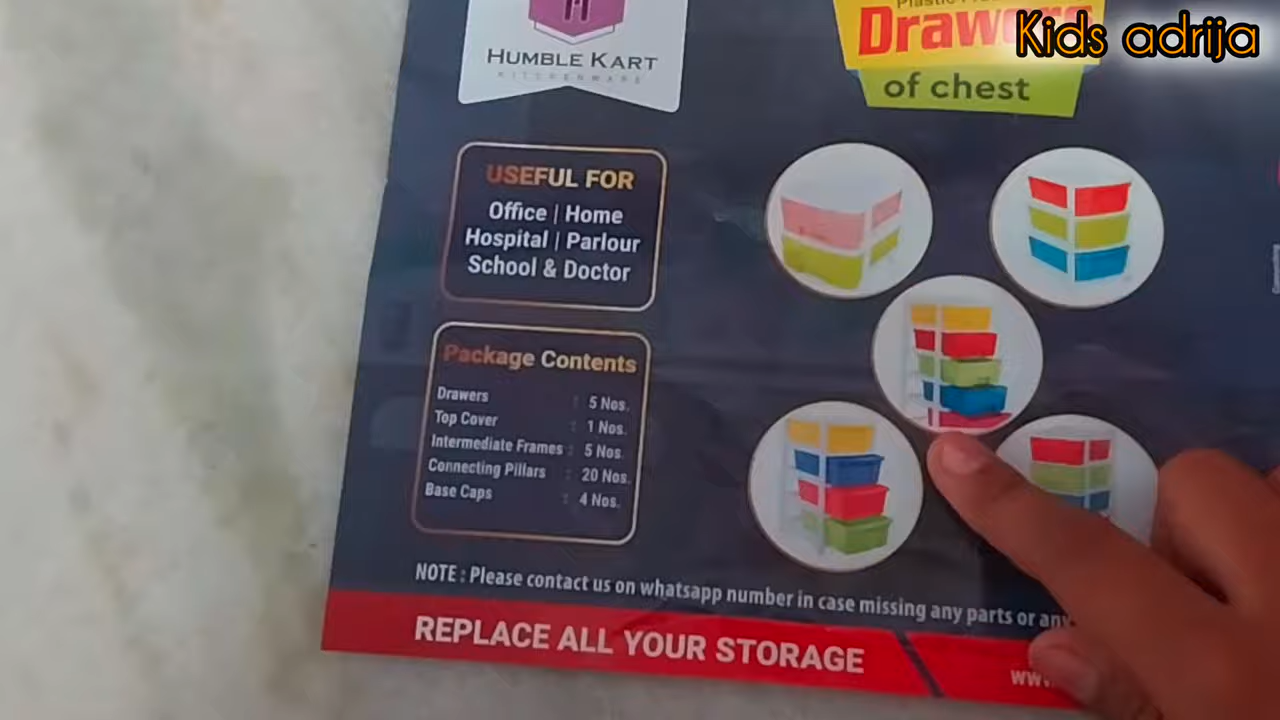 Kids adrija
HUMBLE KART
KITCHENWARE
Drawers
of chest
USEFUL FOR
Office | Home
Hospital | Parlour
School & Doctor
Package Contents
Drawers : 5 Nos.
Top Cover : 1 Nos.
Intermediate Frames : 5 Nos.
Connecting Pillars : 20 Nos.
Base Caps : 4 Nos.
NOTE : Please contact us on whatsapp number in case missing any parts or any
REPLACE ALL YOUR STORAGE